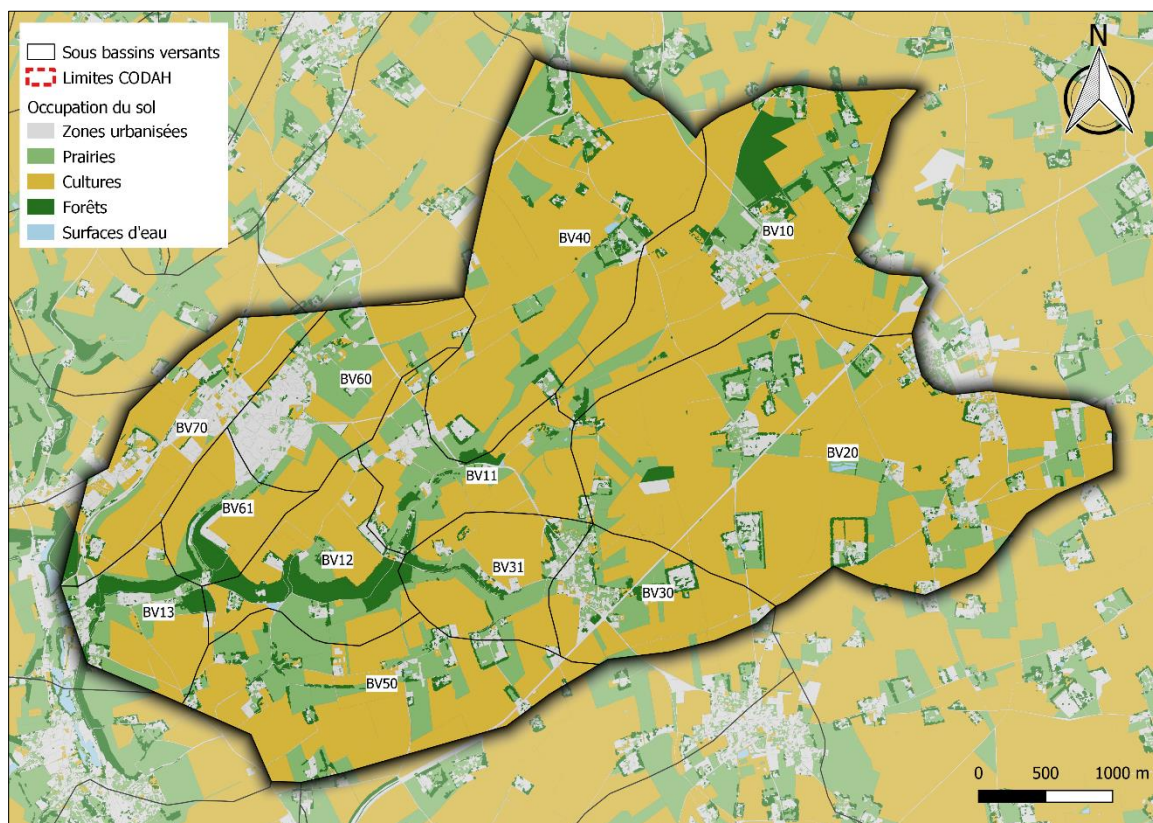 Sous bassins versants
Limites CODAH
Occupation du sol
Zones urbanisées
Prairies
Cultures
Forêts
Surfaces d'eau
N
BV40
BV10
BV60
BV70
BV11
BV20
BV61
BV12
BV31
BV30
BV13
BV50
0 500 1000 m